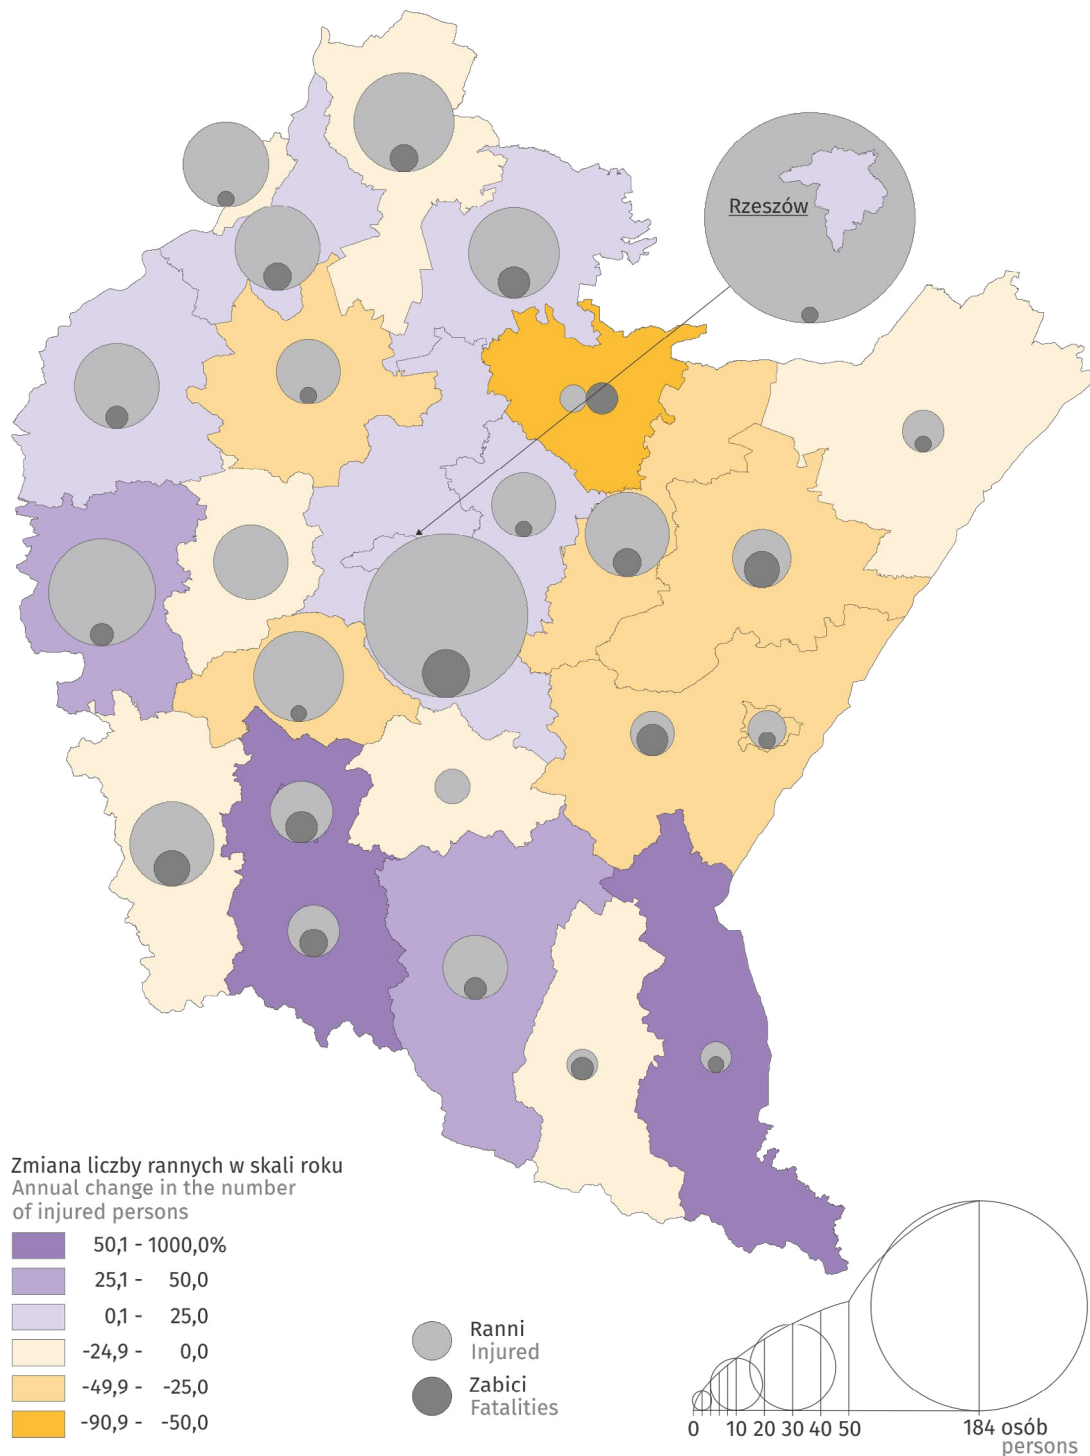 Rzeszów
Zmiana liczby rannych w skali roku
Annual change in the number
of injured persons
50,1 - 1000,0%
25,1 - 50,0
0,1 - 25,0
-24,9 - 0,0
-49,9 - -25,0
-90,9 - -50,0
Ranni
Injured
Zabici
Fatalities
0 10 20 30 40 50 184 osób
persons